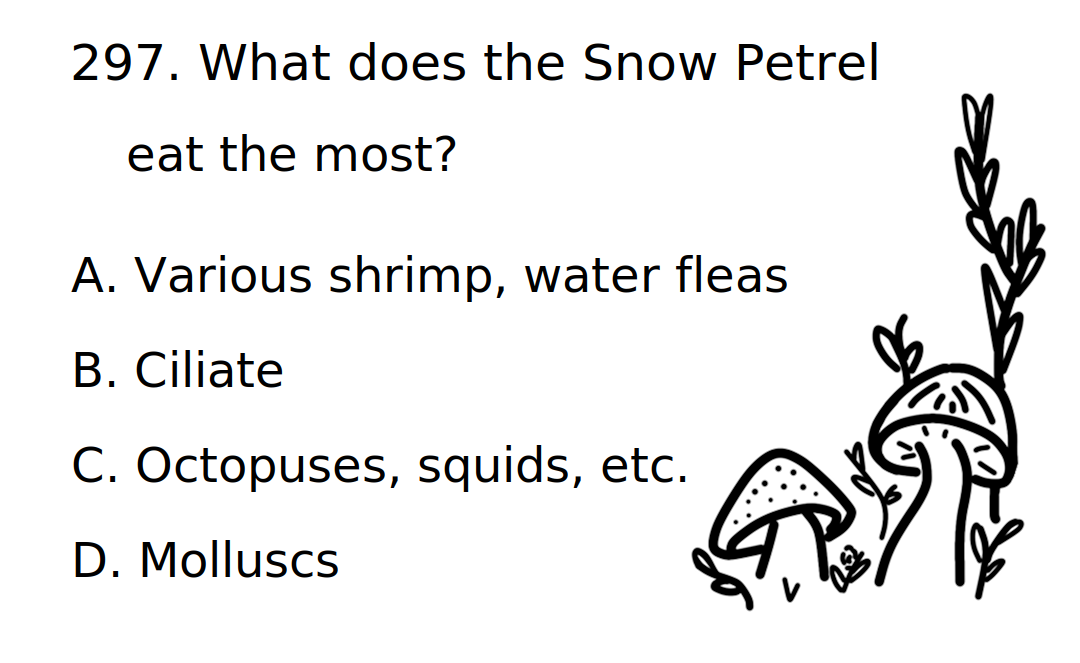 297. What does the Snow Petrel
eat the most?
A. Various shrimp, water fleas
B. Ciliate
C. Octopuses, squids, etc.
D. Molluscs